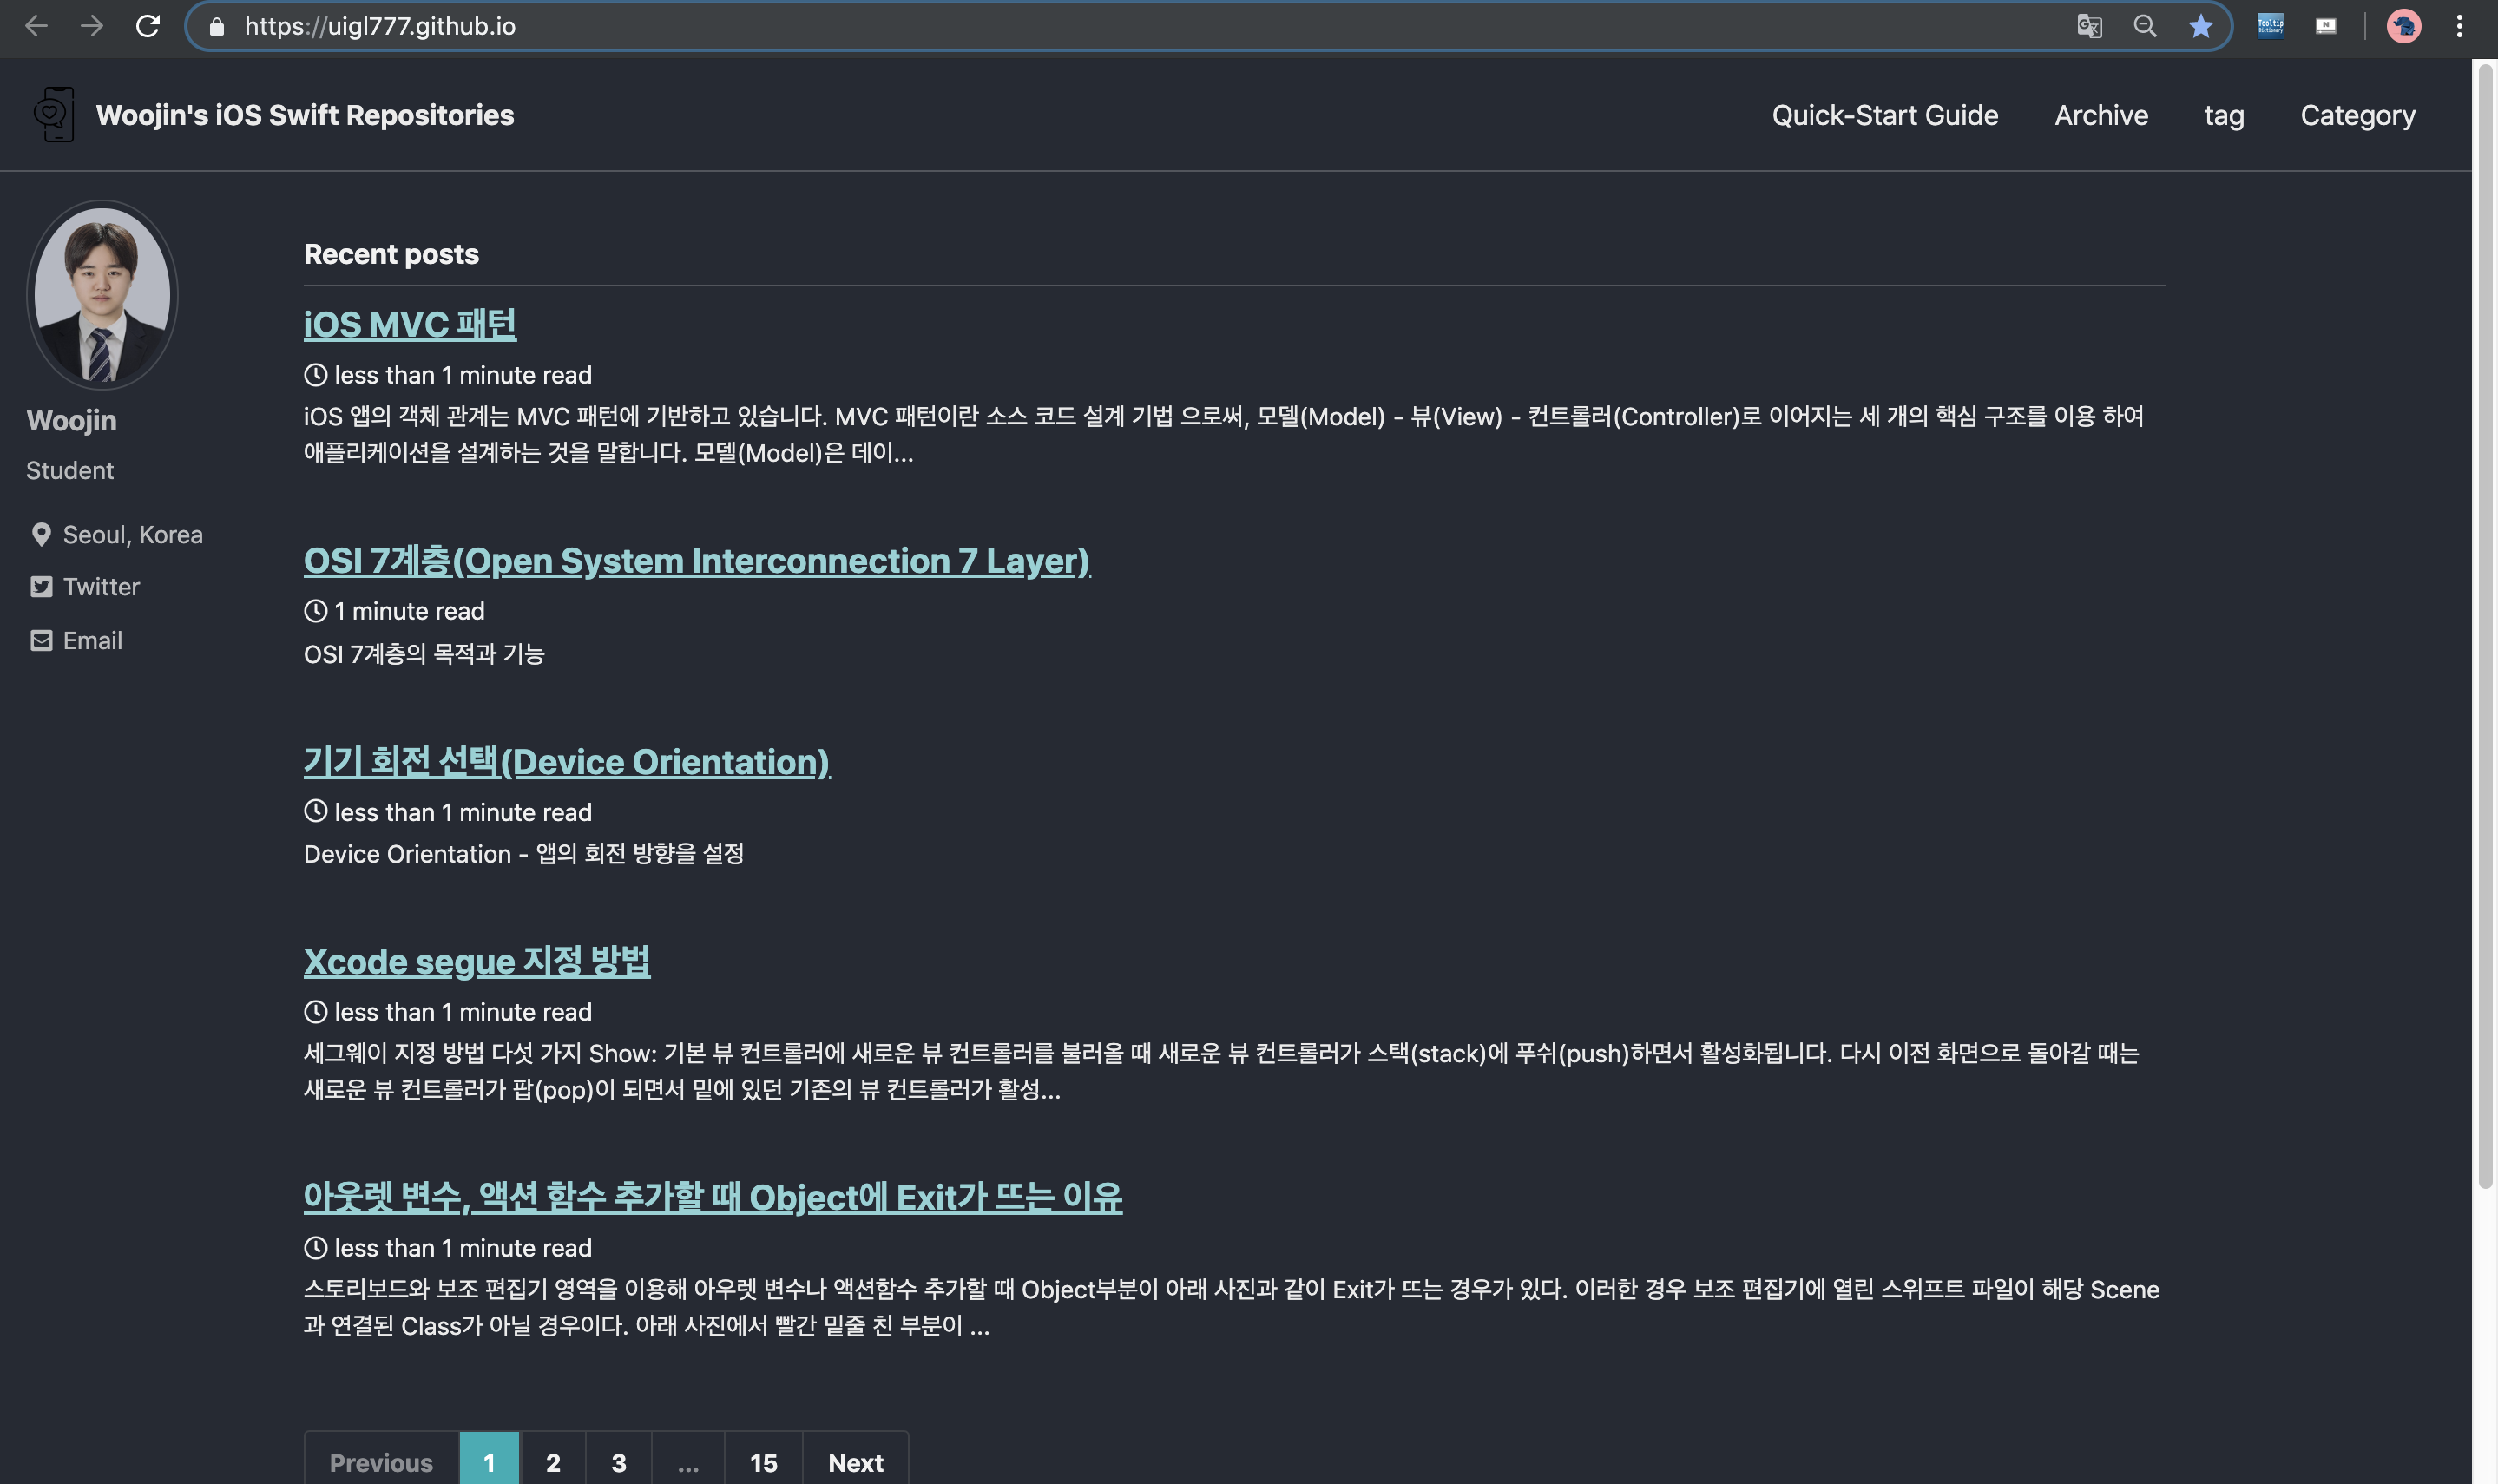 https://uigl777.github.io
Woojin's iOS Swift Repositories
Quick-Start Guide
Archive
tag
Category
Woojin
Student
Seoul, Korea
Twitter
Email
Recent posts
iOS MVC 패턴
less than 1 minute read
iOS 앱의 객체 관계는 MVC 패턴에 기반하고 있습니다. MVC 패턴이란 소스 코드 설계 기법 으로써, 모델(Model) - 뷰(View) - 컨트롤러(Controller)로 이어지는 세 개의 핵심 구조를 이용 하여
애플리케이션을 설계하는 것을 말합니다. 모델(Model)은 데이...
OSI 7계층(Open System Interconnection 7 Layer)
1 minute read
OSI 7계층의 목적과 기능
기기 회전 선택(Device Orientation)
less than 1 minute read
Device Orientation - 앱의 회전 방향을 설정
Xcode segue 지정 방법
less than 1 minute read
세그웨이 지정 방법 다섯 가지 Show: 기본 뷰 컨트롤러에 새로운 뷰 컨트롤러를 불러올 때 새로운 뷰 컨트롤러가 스택(stack)에 푸쉬(push)하면서 활성화됩니다. 다시 이전 화면으로 돌아갈 때는
새로운 뷰 컨트롤러가 팝(pop)이 되면서 밑에 있던 기존의 뷰 컨트롤러가 활성...
아웃렛 변수, 액션 함수 추가할 때 Object에 Exit가 뜨는 이유
less than 1 minute read
스토리보드와 보조 편집기 영역을 이용해 아우렛 변수나 액션함수 추가할 때 Object부분이 아래 사진과 같이 Exit가 뜨는 경우가 있다. 이러한 경우 보조 편집기에 열린 스위프트 파일이 해당 Scene
과 연결된 Class가 아닐 경우이다. 아래 사진에서 빨간 밑줄 친 부분이 ...
Previous 1 2 3 ... 15 Next